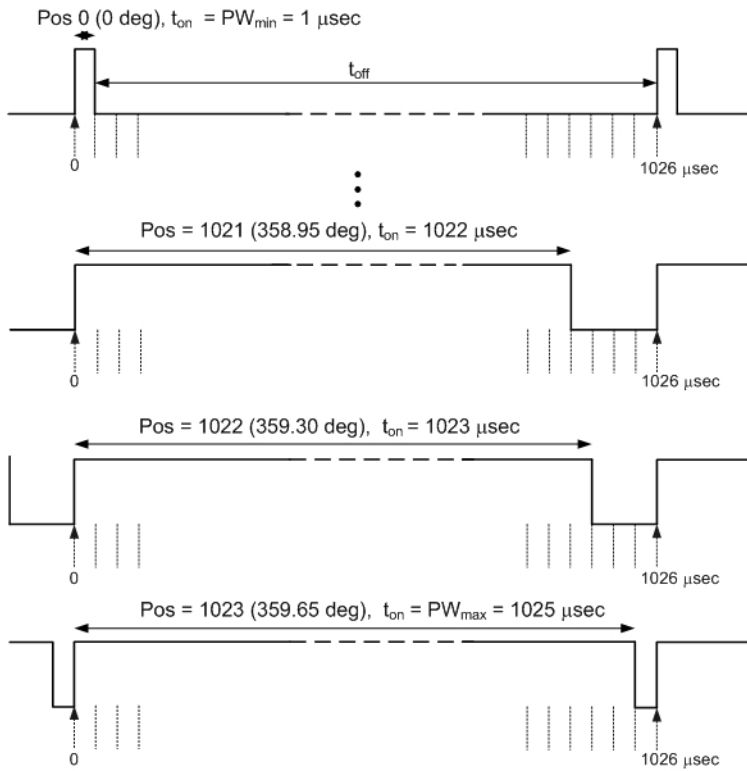 Pos 0 (0 deg), ton = PWmin = 1 μsec
toff
0
1026 μsec
Pos = 1021 (358.95 deg), ton = 1022 μsec
0
1026 μsec
Pos = 1022 (359.30 deg), ton = 1023 μsec
0
1026 μsec
Pos = 1023 (359.65 deg), ton = PWmax = 1025 μsec
0
1026 μsec